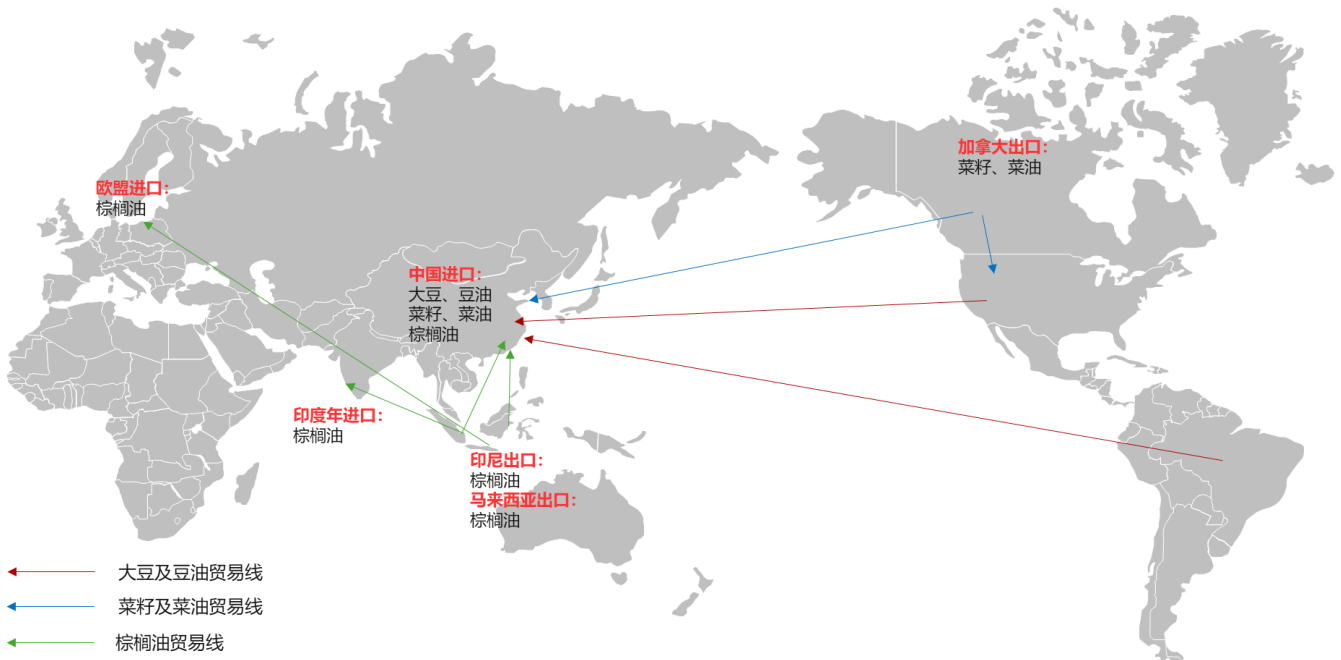 加拿大出口：
菜籽、菜油
欧盟进口：
棕榈油
中国进口：
大豆、豆油
菜籽、菜油
棕榈油
印度年进口：
棕榈油
印尼出口：
棕榈油
马来西亚出口：
棕榈油
大豆及豆油贸易线
菜籽及菜油贸易线
棕榈油贸易线